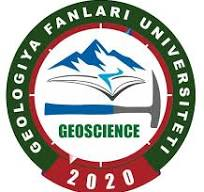 GEOLOGIYA FANLARI UNIVERSITETI
GEOSCIENCE
2020